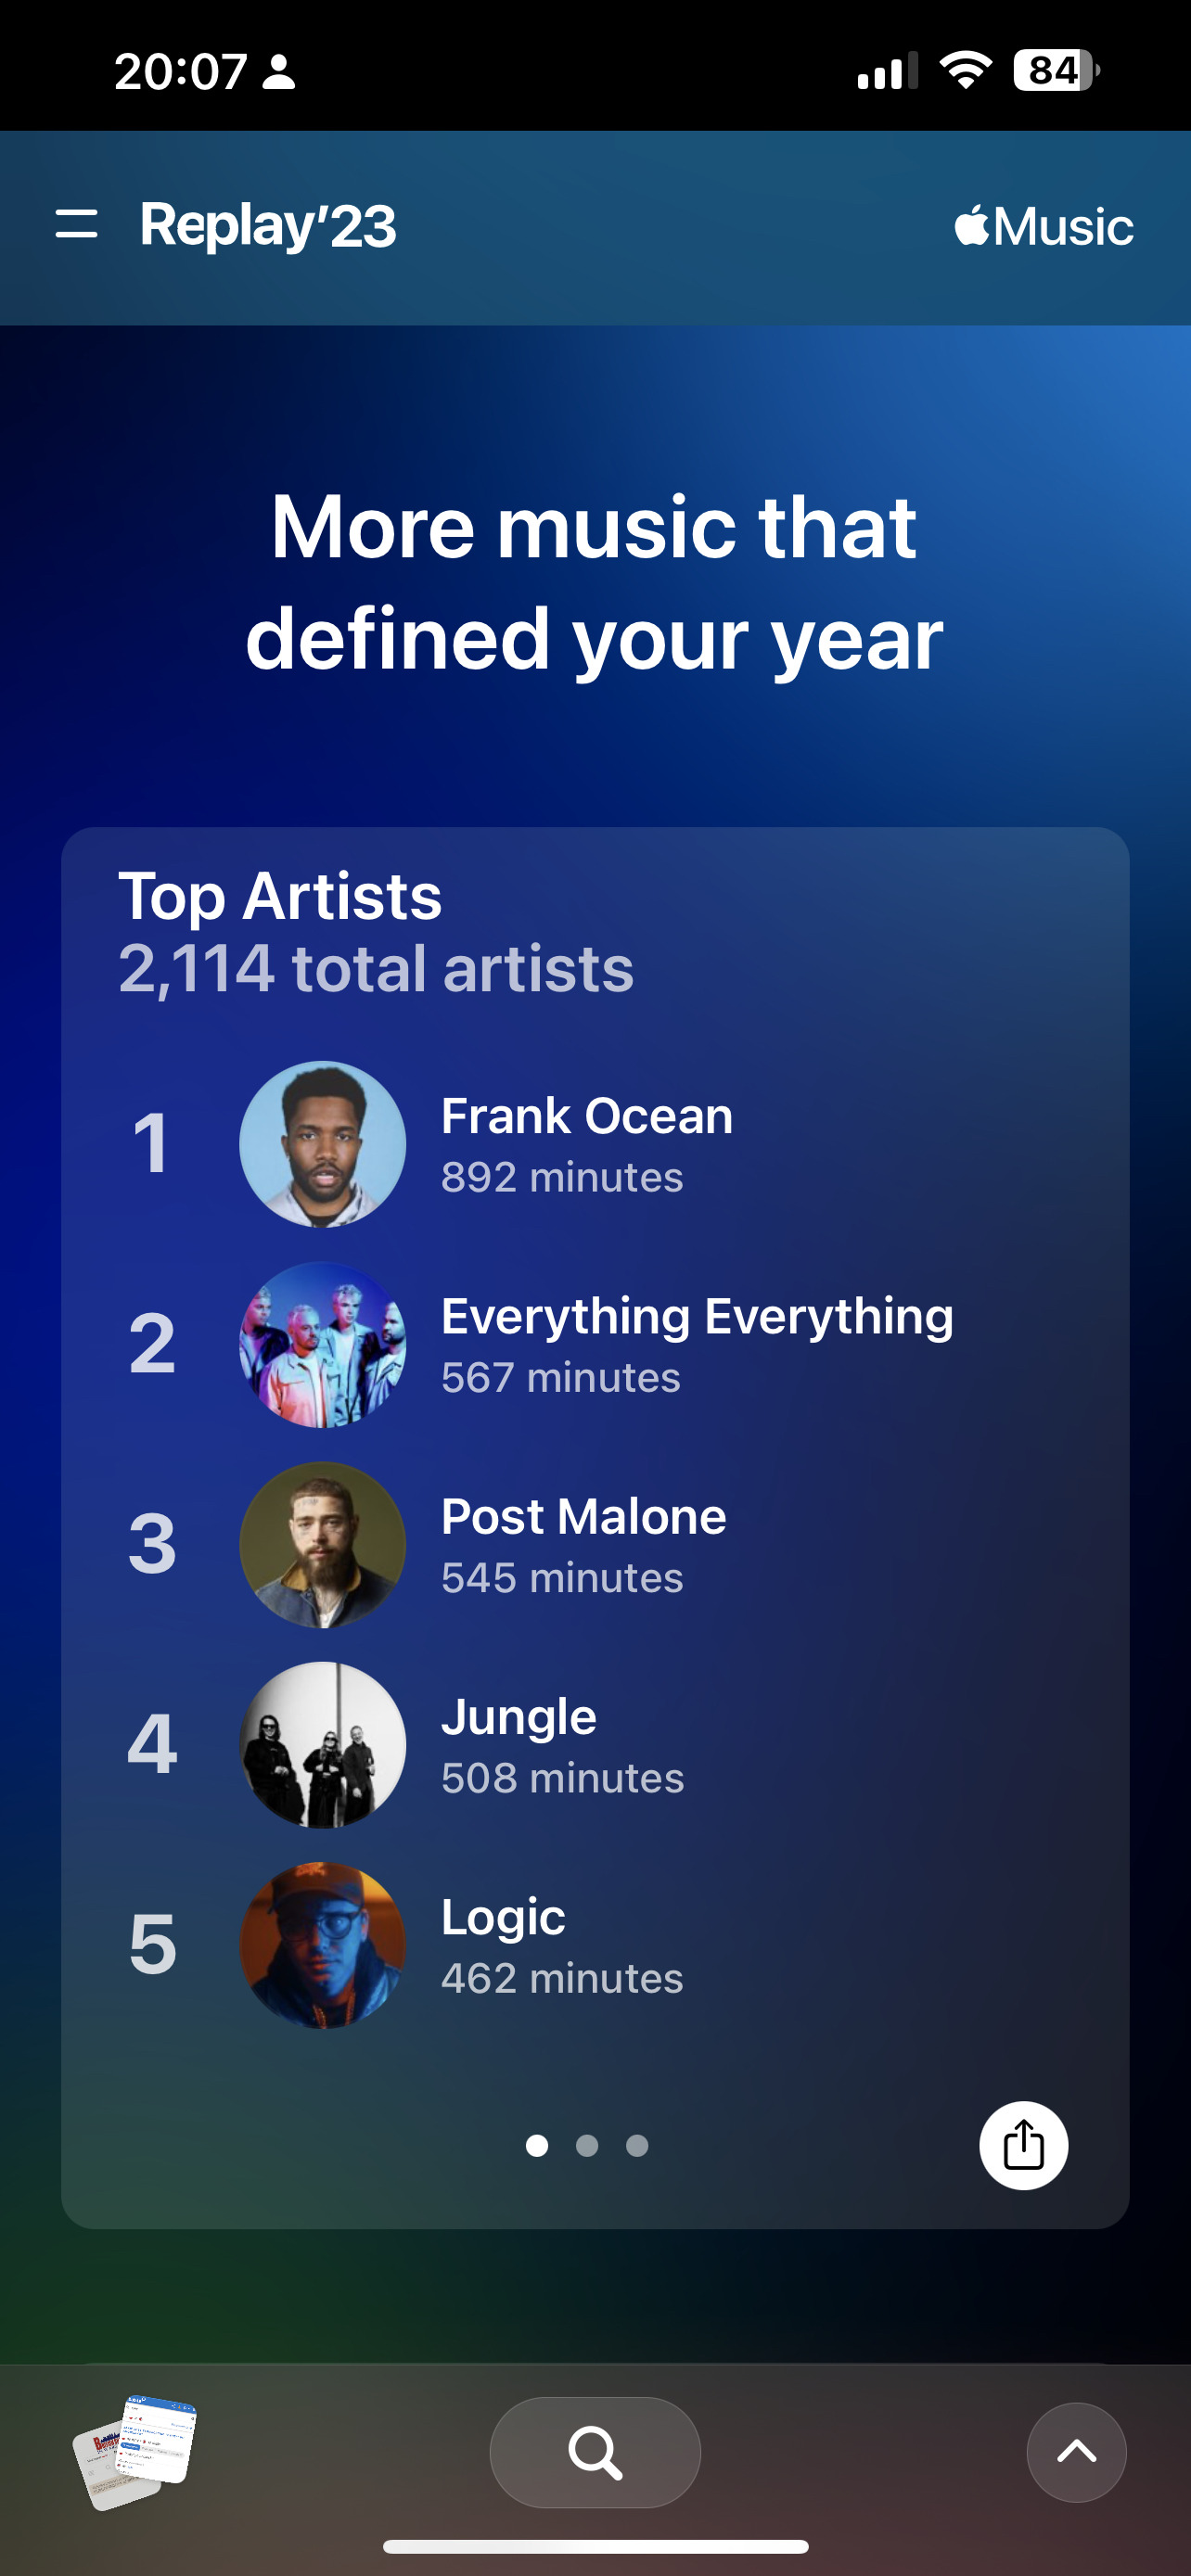 20:07
84
Replay'23
Music
More music that
defined your year
Top Artists
2,114 total artists
1
Frank Ocean
892 minutes
2
Everything Everything
567 minutes
3
Post Malone
545 minutes
4
Jungle
508 minutes
5
Logic
462 minutes